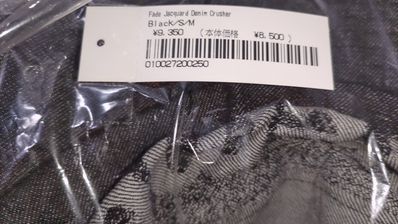 Fade Jacquard Denim Crusher
Black/S/M
¥9,350 (本体価格 ¥8,500)
010027200250